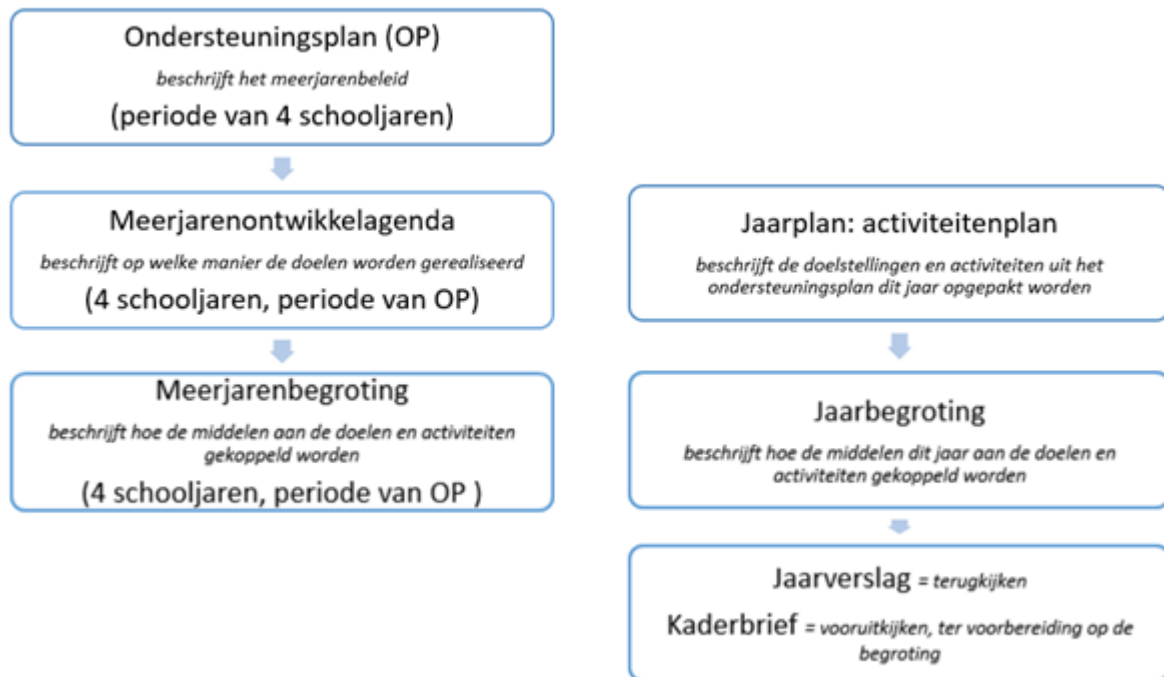 Ondersteuningsplan (OP)
beschrijft het meerjarenbeleid
(periode van 4 schooljaren)
Meerjarenontwikkelagenda
beschrijft op welke manier de doelen worden gerealiseerd
(4 schooljaren, periode van OP)
Meerjarenbegroting
beschrijft hoe de middelen aan de doelen en activiteiten
gekoppeld worden
(4 schooljaren, periode van OP )
Jaarplan: activiteitenplan
beschrijft de doelstellingen en activiteiten uit het
ondersteuningsplan dit jaar opgepakt worden
Jaarbegroting
beschrijft hoe de middelen dit jaar aan de doelen en
activiteiten gekoppeld worden
Jaarverslag = terugkijken
Kaderbrief = vooruitkijken, ter voorbereiding op de
begroting